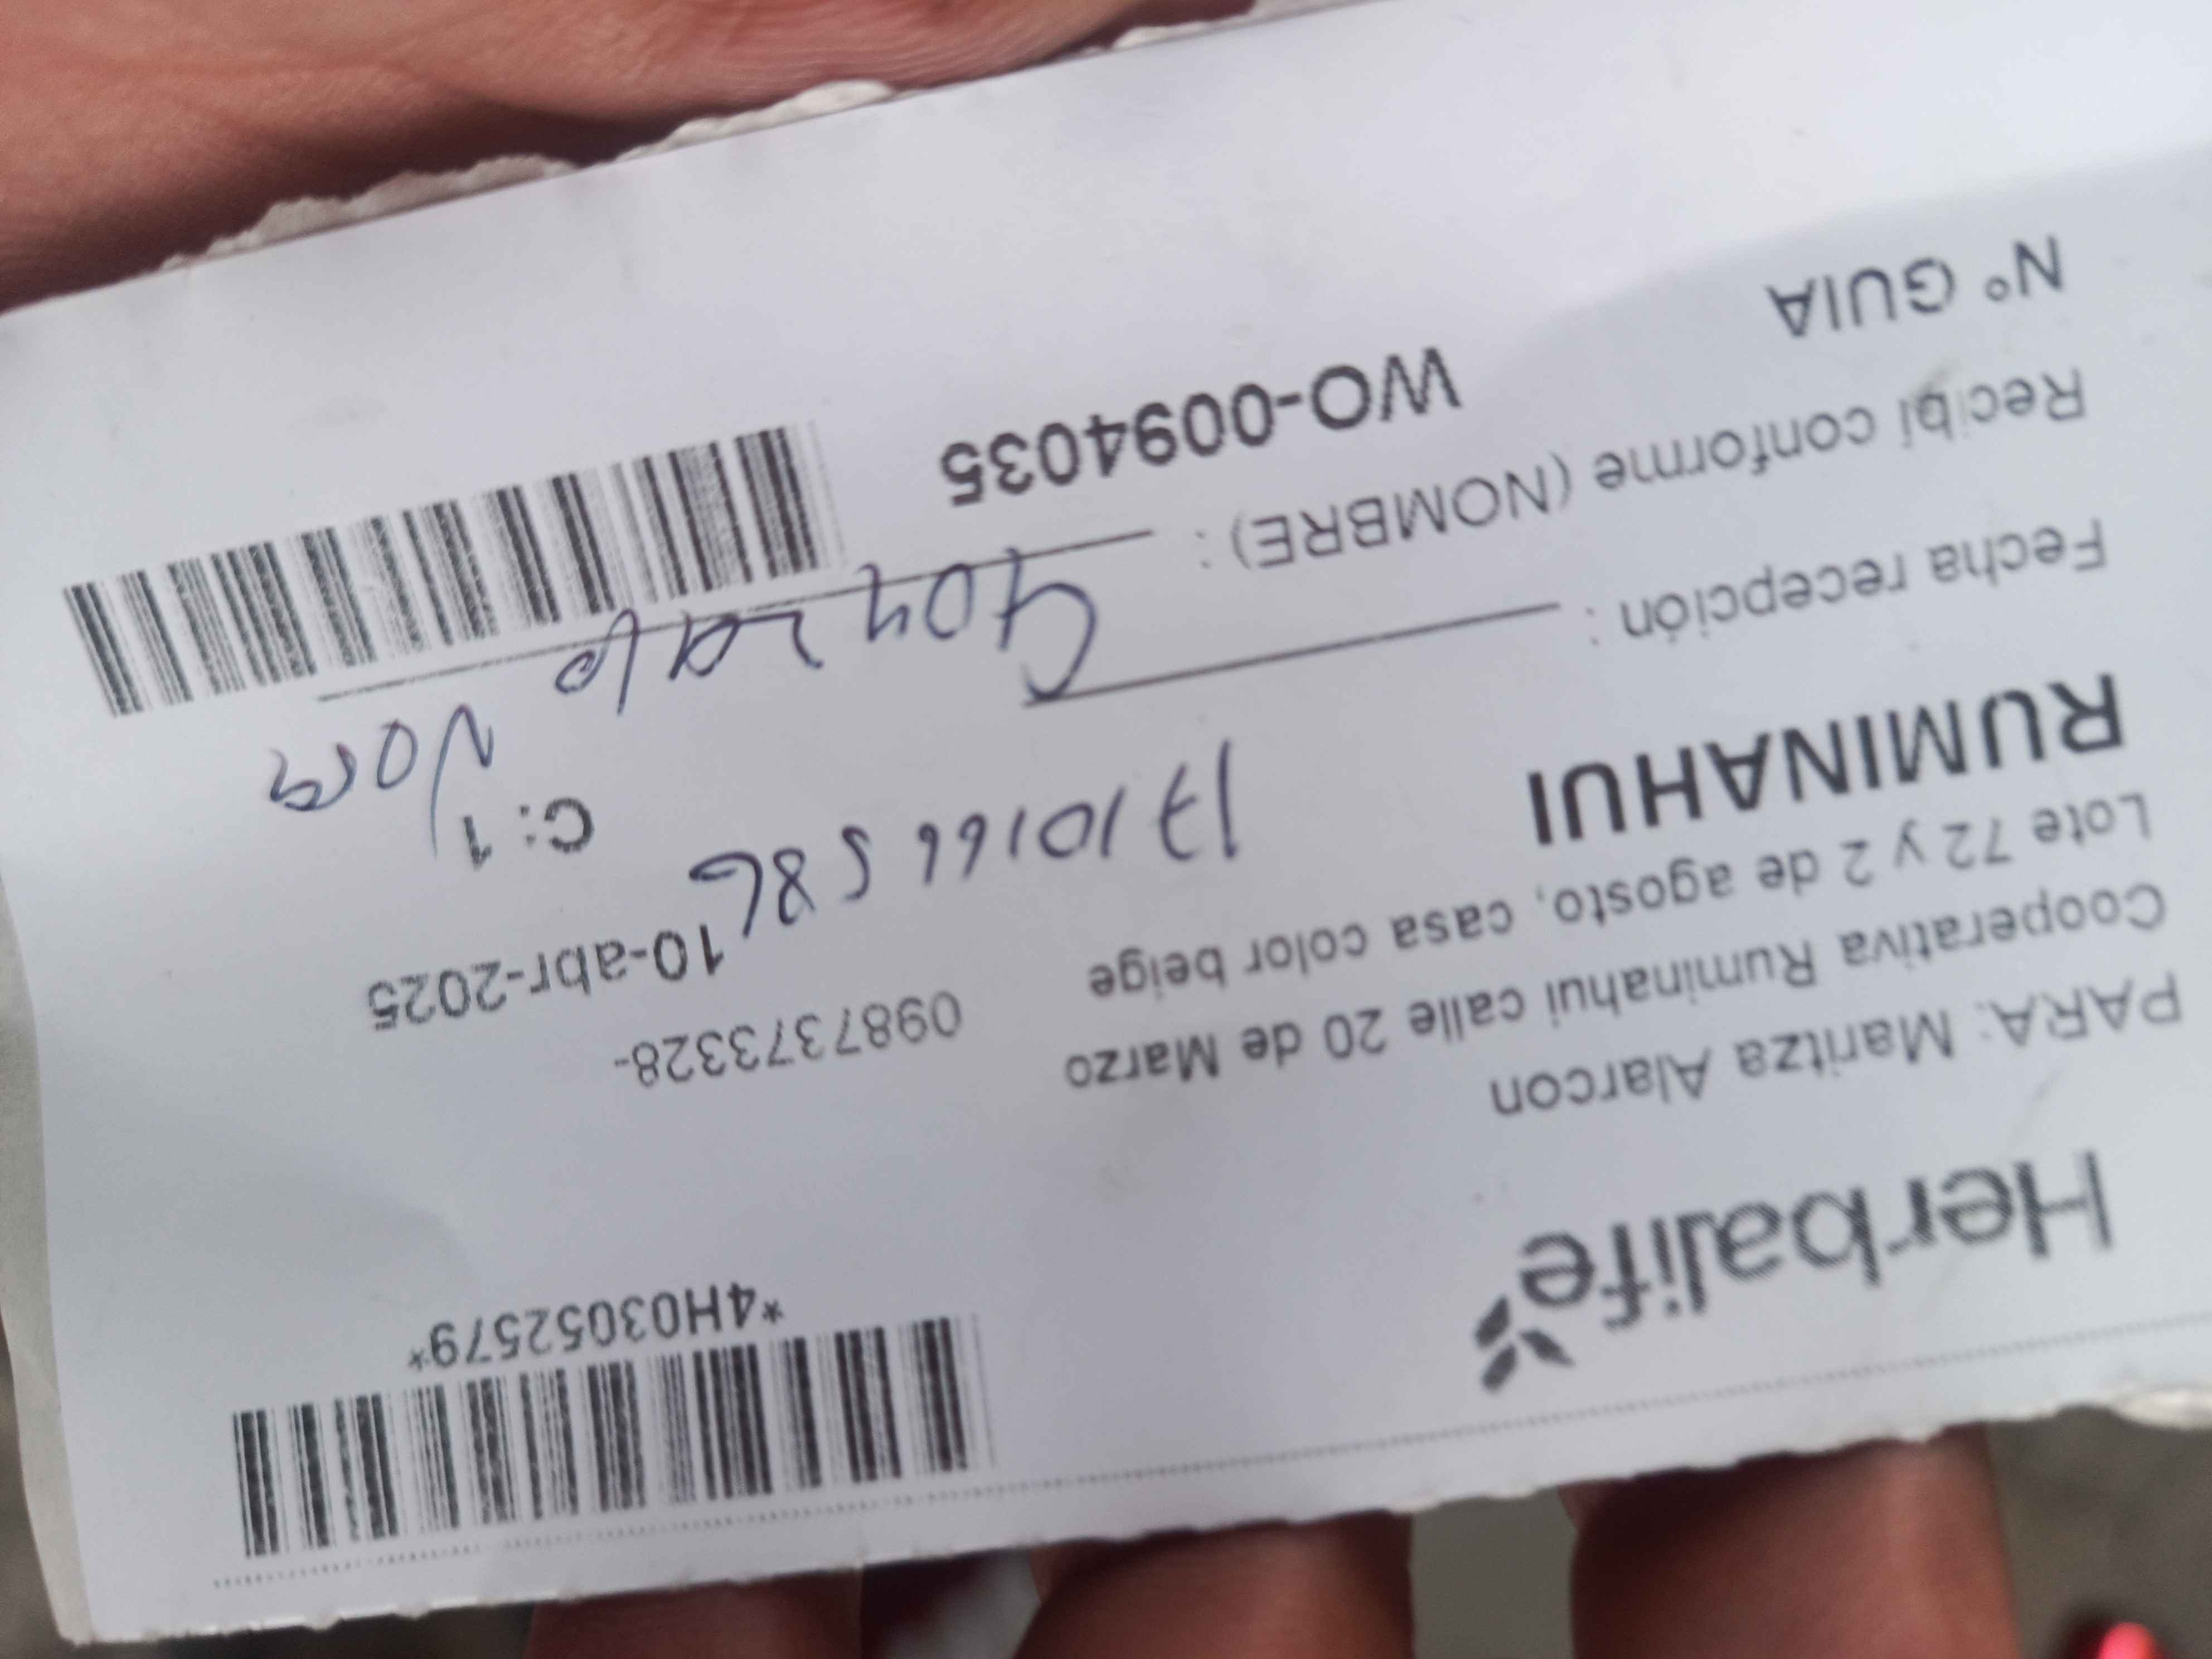 Herbalife
*4H03052579*
PARA: Maritza Alarcon
Cooperativa Ruminahui calle 20 de Marzo
Lote 72 y 2 de agosto, casa color beige
0987373328-
RUMINAHUI
10-abr-2025
C: 1
Fecha recepción :
Recibí conforme (NOMBRE) : Gonzalo
N° GUIA
WO-0094035